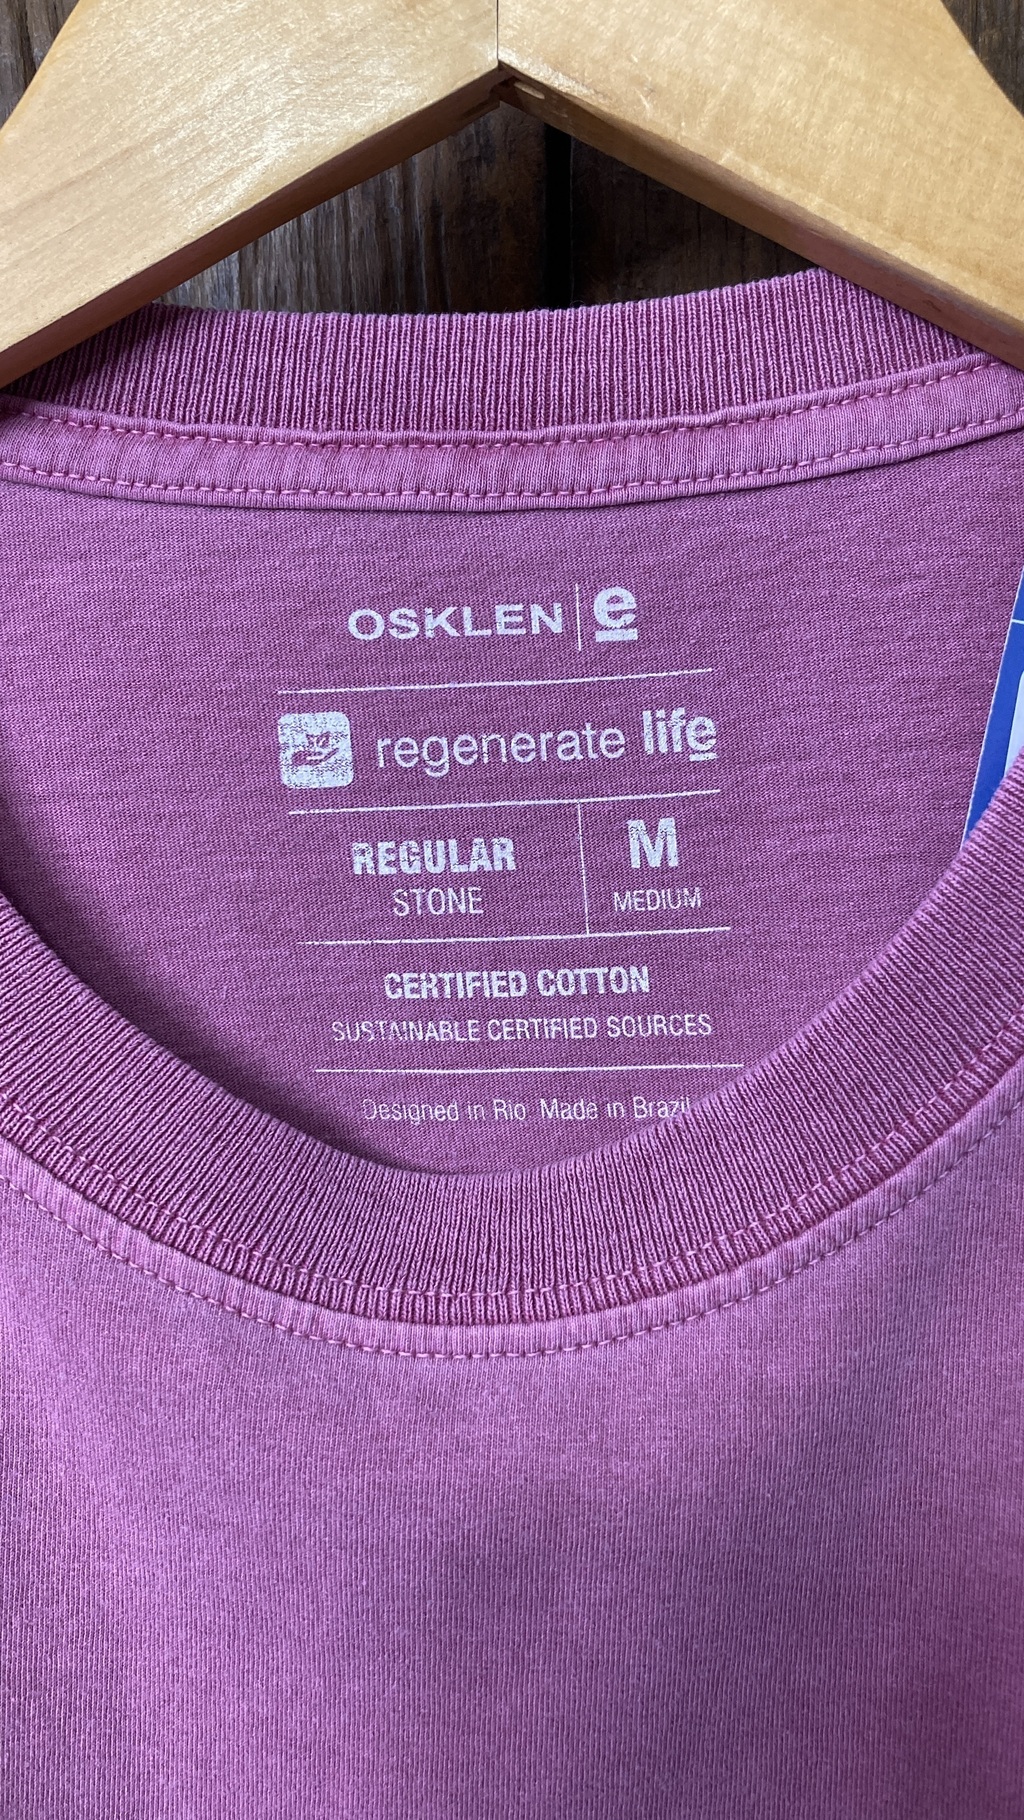 OSKLEN e
regenerate life
REGULAR M
STONE MEDIUM
CERTIFIED COTTON
SUSTAINABLE CERTIFIED SOURCES
Designed in Rio. Made in Brazil